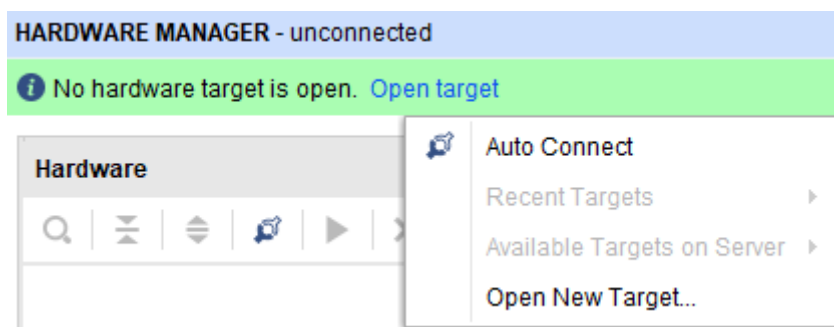 HARDWARE MANAGER - unconnected
No hardware target is open. Open target
Hardware
Auto Connect
Recent Targets
Available Targets on Server
Open New Target...